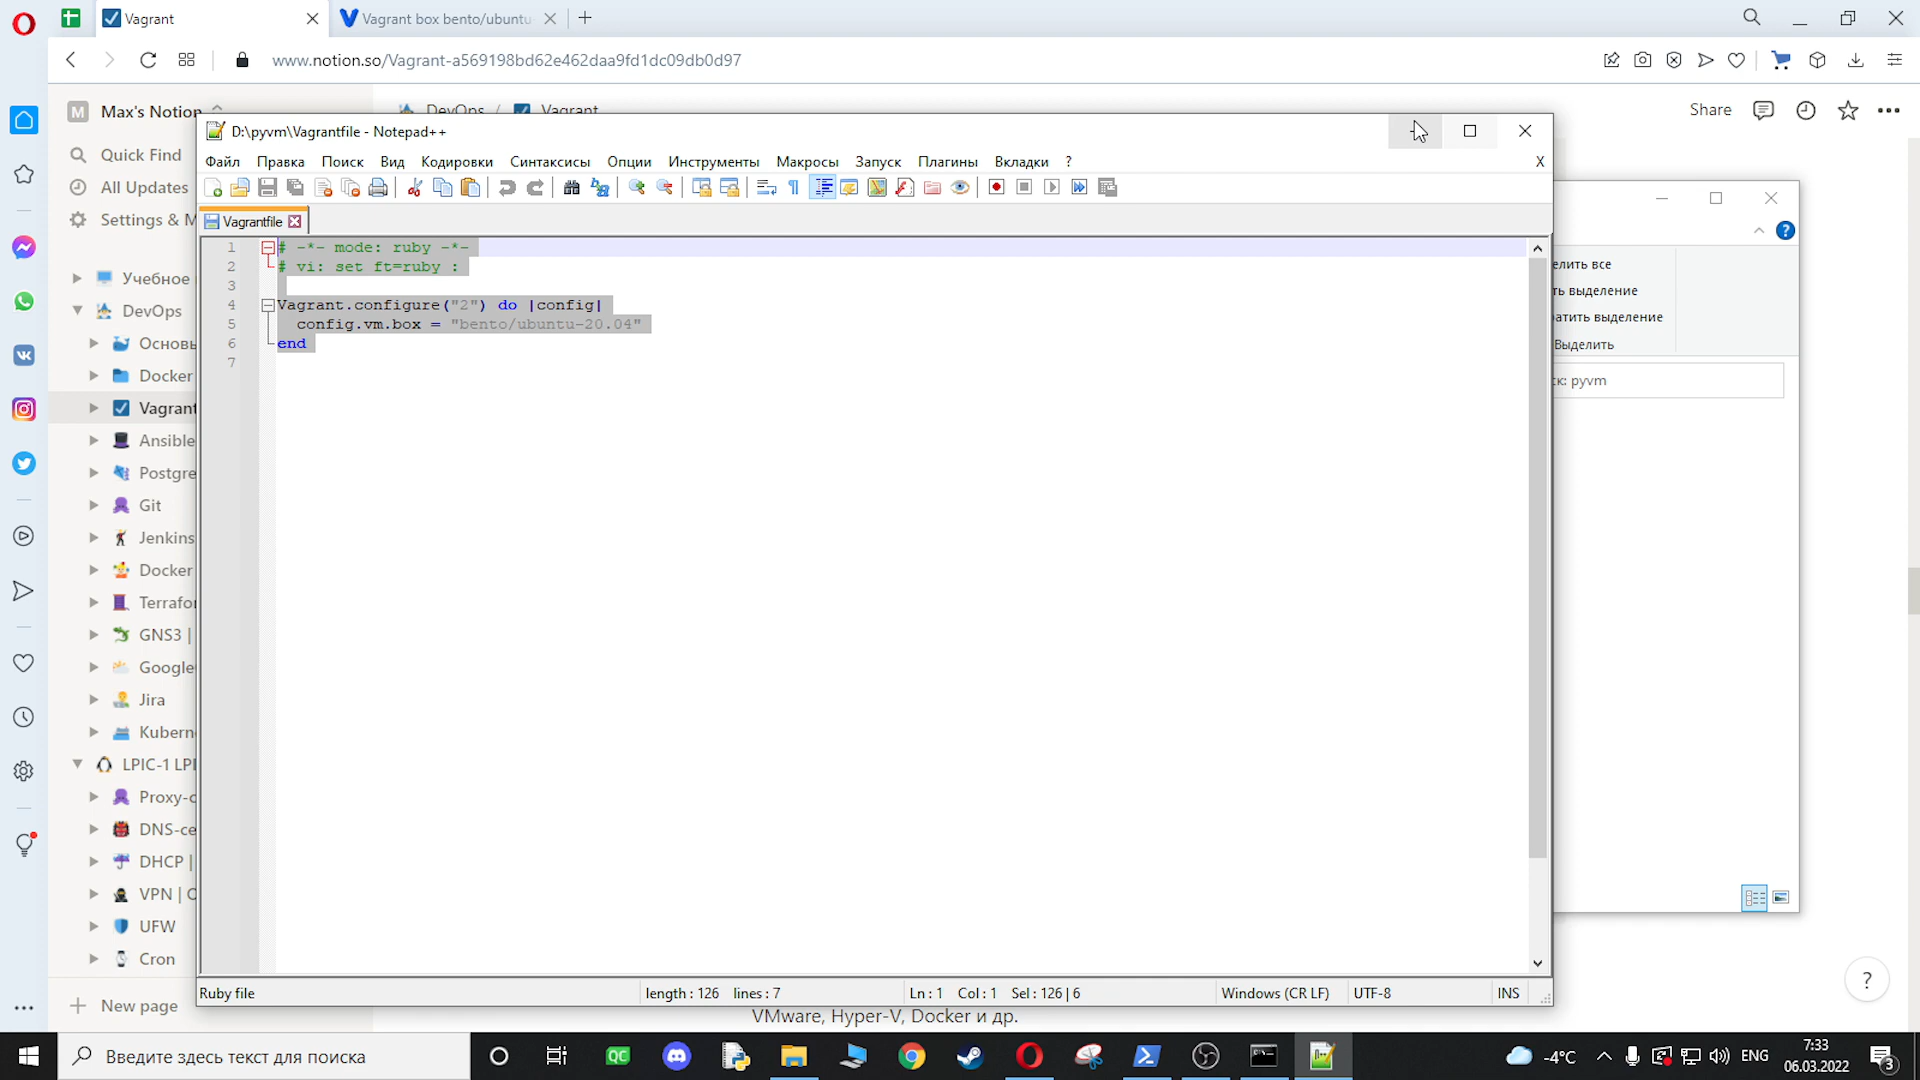 Vagrant
Vagrant box bento/ubuntu-
www.notion.so/Vagrant-a569198bd62e462daa9fd1dc09db0d97
M Max's Notion
DevOps / Vagrant
Share
Quick Find
All Updates
Settings & M
Учебное
DevOps
Основы
Docker
Vagrant
Ansible
Postgre
Git
Jenkins
Docker
Terrafor
GNS3 |
Google
Jira
Kuberne
LPIC-1 LPI
Proxy-с
DNS-се
DHCP |
VPN | O
UFW
Cron
New page
D:\pyvm\Vagrantfile - Notepad++
Файл Правка Поиск Вид Кодировки Синтаксисы Опции Инструменты Макросы Запуск Плагины Вкладки ? X
Vagrantfile
1 # -*- mode: ruby -*-
2 # vi: set ft=ruby :
3
4 Vagrant.configure("2") do |config|
5 config.vm.box = "bento/ubuntu-20.04"
6 end
7
Ruby file length : 126 lines : 7 Ln : 1 Col : 1 Sel : 126 | 6 Windows (CR LF) UTF-8 INS
елить все
ть выделение
атить выделение
Выделить
ск: pyvm
VMware, Hyper-V, Docker и др.
?
Введите здесь текст для поиска
QC
-4°C
ENG
7:33
06.03.2022
3